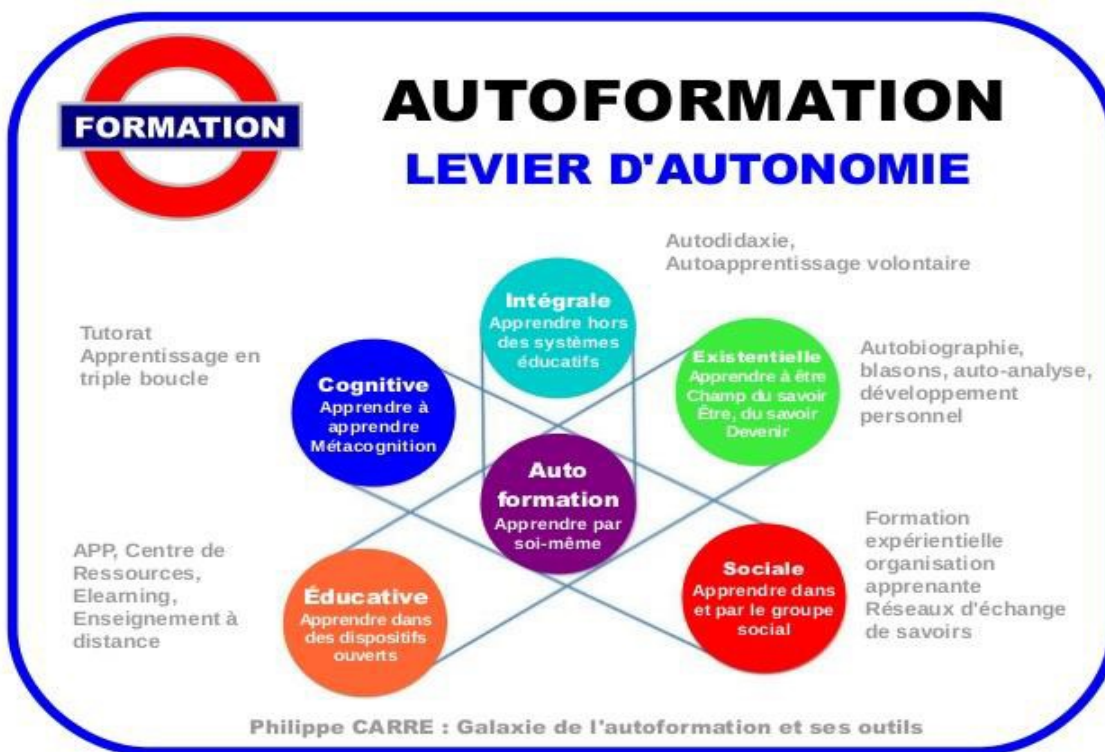 FORMATION
AUTOFORMATION
LEVIER D'AUTONOMIE
Autodidaxie,
Autoapprentissage volontaire
Intégrale
Apprendre hors
des systèmes
éducatifs
Tutorat
Apprentissage en
triple boucle
Cognitive
Apprendre à
apprendre
Métacognition
Existentielle
Apprendre à être
Champ du savoir
Être, du savoir
Devenir
Autobiographie,
blasons, auto-analyse,
développement
personnel
Auto
formation
Apprendre par
soi-même
APP, Centre de
Ressources,
Elearning,
Enseignement à
distance
Éducative
Apprendre dans
des dispositifs
ouverts
Sociale
Apprendre dans
et par le groupe
social
Formation
expérientielle
organisation
apprenante
Réseaux d'échange
de savoirs
Philippe CARRE : Galaxie de l'autoformation et ses outils